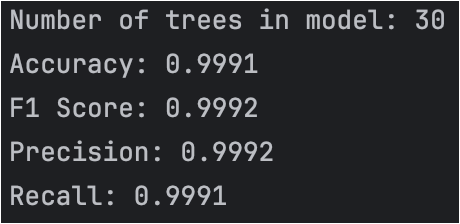 Number of trees in model: 30
Accuracy: 0.9991
F1 Score: 0.9992
Precision: 0.9992
Recall: 0.9991